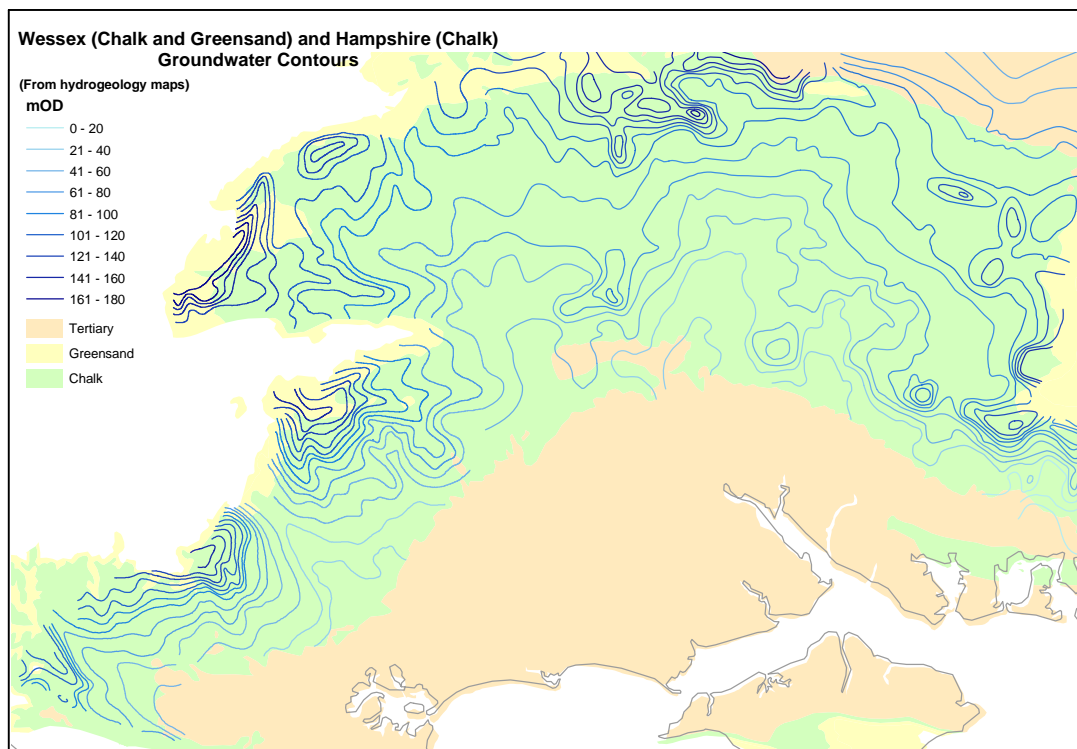 Wessex (Chalk and Greensand) and Hampshire (Chalk)
Groundwater Contours
(From hydrogeology maps)
mOD
0 - 20
21 - 40
41 - 60
61 - 80
81 - 100
101 - 120
121 - 140
141 - 160
161 - 180
Tertiary
Greensand
Chalk